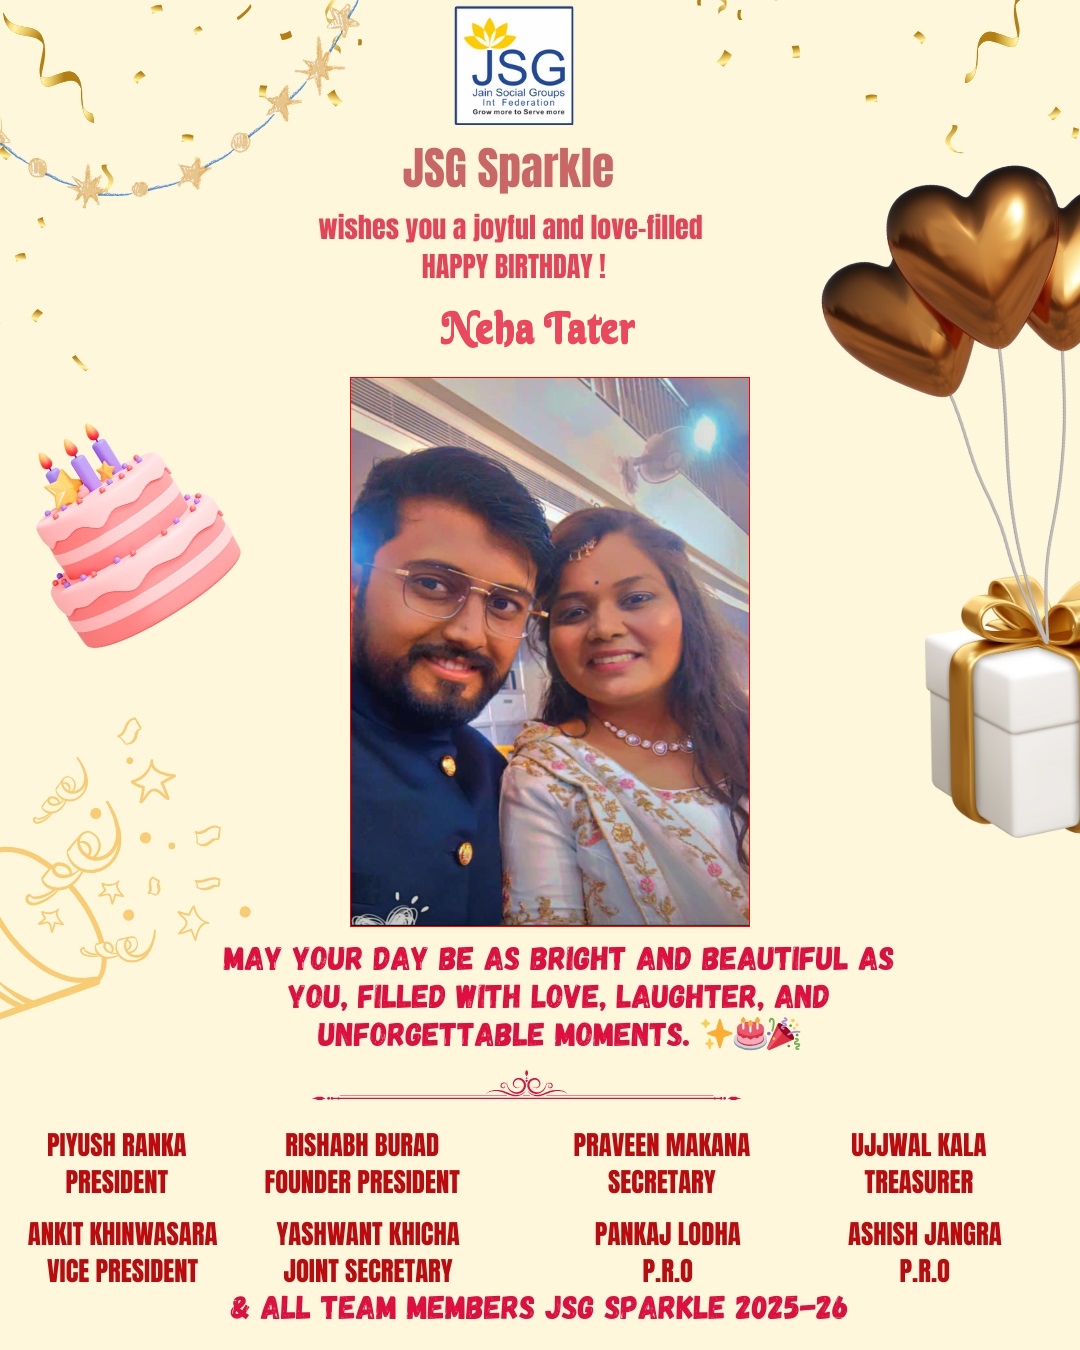 JSG
Jain Social Groups
Int Federation
Grow more to Serve more
JSG Sparkle
wishes you a joyful and love-filled
HAPPY BIRTHDAY !
Neha Tater
MAY YOUR DAY BE AS BRIGHT AND BEAUTIFUL AS
YOU, FILLED WITH LOVE, LAUGHTER, AND
UNFORGETTABLE MOMENTS. ✨🎂🎉
PIYUSH RANKA
PRESIDENT
RISHABH BURAD
FOUNDER PRESIDENT
PRAVEEN MAKANA
SECRETARY
UJJWAL KALA
TREASURER
ANKIT KHINWASARA
VICE PRESIDENT
YASHWANT KHICHA
JOINT SECRETARY
PANKAJ LODHA
P.R.O
ASHISH JANGRA
P.R.O
& ALL TEAM MEMBERS JSG SPARKLE 2025-26